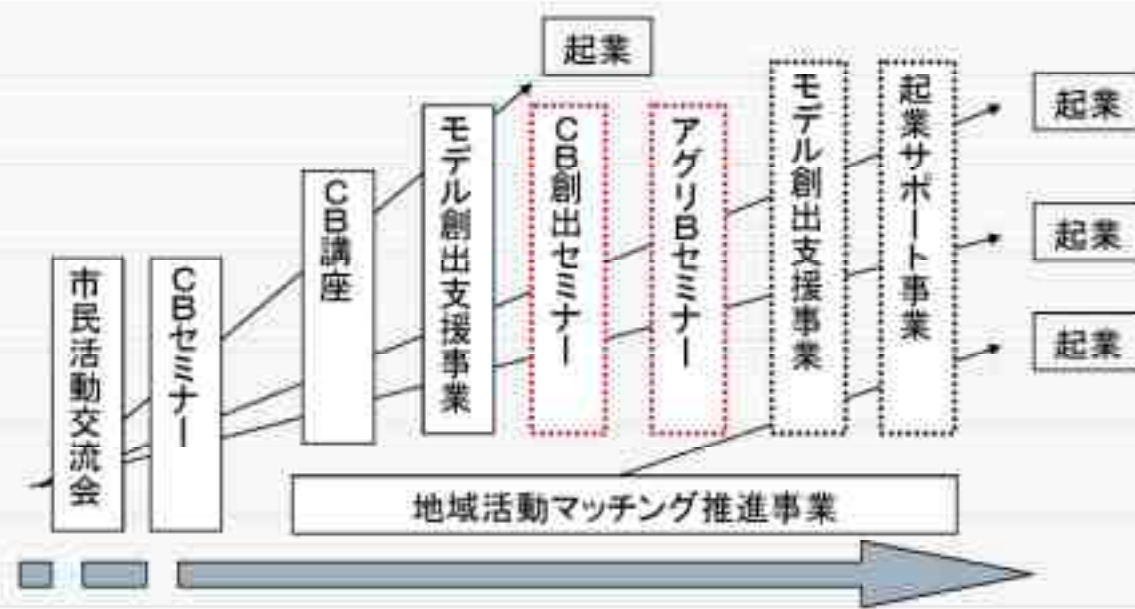 市民活動交流会
CBセミナー
CB講座
モデル創出支援事業
起業
CB創出セミナー
アグリBセミナー
モデル創出支援事業
起業サポート事業
起業
起業
起業
地域活動マッチング推進事業